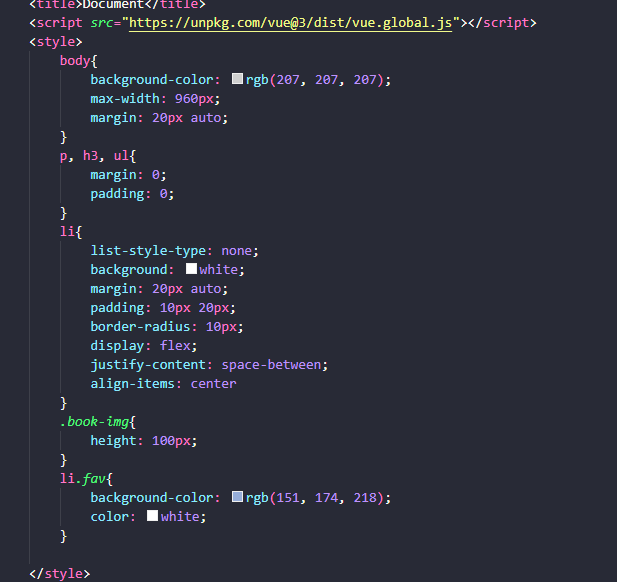 <title>Document</title>
<script src="https://unpkg.com/vue@3/dist/vue.global.js"></script>
<style>
    body{
        background-color: rgb(207, 207, 207);
        max-width: 960px;
        margin: 20px auto;
    }
    p, h3, ul{
        margin: 0;
        padding: 0;
    }
    li{
        list-style-type: none;
        background: white;
        margin: 20px auto;
        padding: 10px 20px;
        border-radius: 10px;
        display: flex;
        justify-content: space-between;
        align-items: center
    }
    .book-img{
        height: 100px;
    }
    li.fav{
        background-color: rgb(151, 174, 218);
        color: white;
    }
</style>